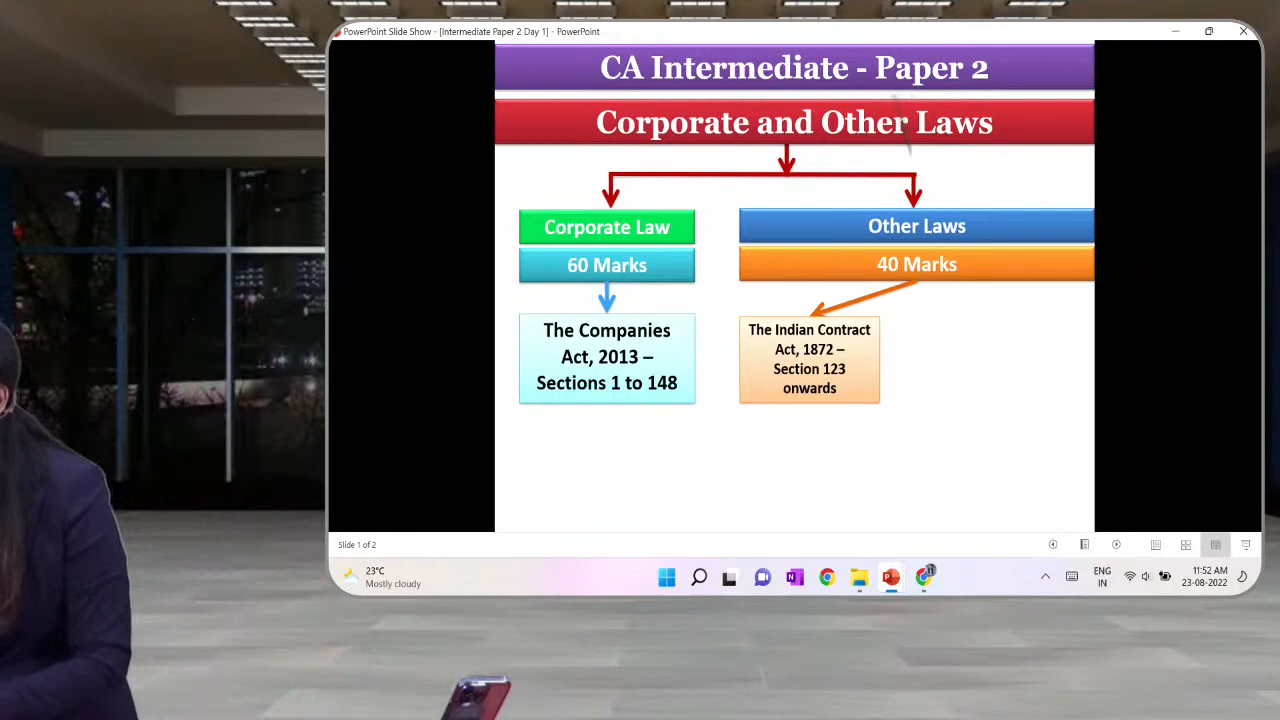 PowerPoint Slide Show - [Intermediate Paper 2 Day 1] - PowerPoint
CA Intermediate - Paper 2
Corporate and Other Laws
Corporate Law
60 Marks
The Companies
Act, 2013 –
Sections 1 to 148
Other Laws
40 Marks
The Indian Contract
Act, 1872 –
Section 123
onwards
Slide 1 of 2
23°C
Mostly cloudy
ENG
IN
11:52 AM
23-08-2022